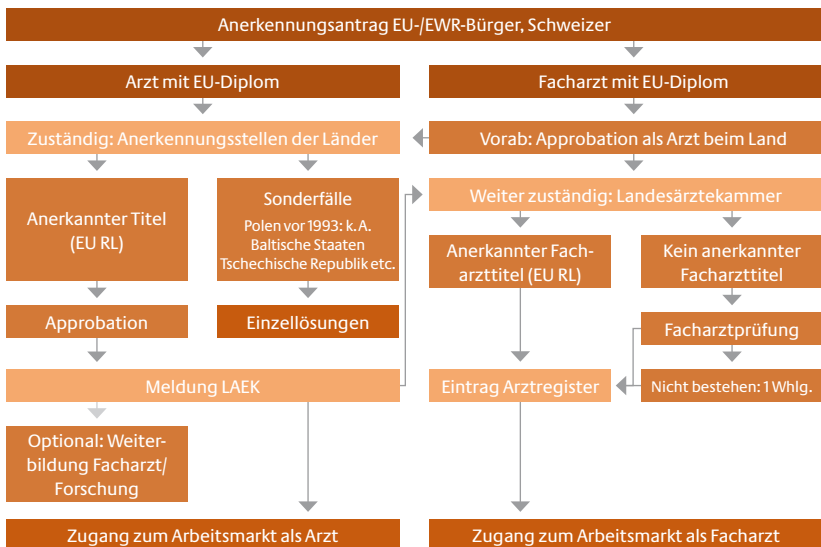 Anerkennungsantrag EU-/EWR-Bürger, Schweizer
Arzt mit EU-Diplom
Facharzt mit EU-Diplom
Zuständig: Anerkennungsstellen der Länder
Vorab: Approbation als Arzt beim Land
Anerkannter Titel
(EU RL)
Sonderfälle
Polen vor 1993: k. A.
Baltische Staaten
Tschechische Republik etc.
Weiter zuständig: Landesärztekammer
Anerkannter Fach-
arzttitel (EU RL)
Kein anerkannter
Facharzttitel
Approbation
Einzellösungen
Facharztprüfung
Meldung LAEK
Eintrag Arztregister
Nicht bestehen: 1 Whlg.
Optional: Weiter-
bildung Facharzt/
Forschung
Zugang zum Arbeitsmarkt als Arzt
Zugang zum Arbeitsmarkt als Facharzt